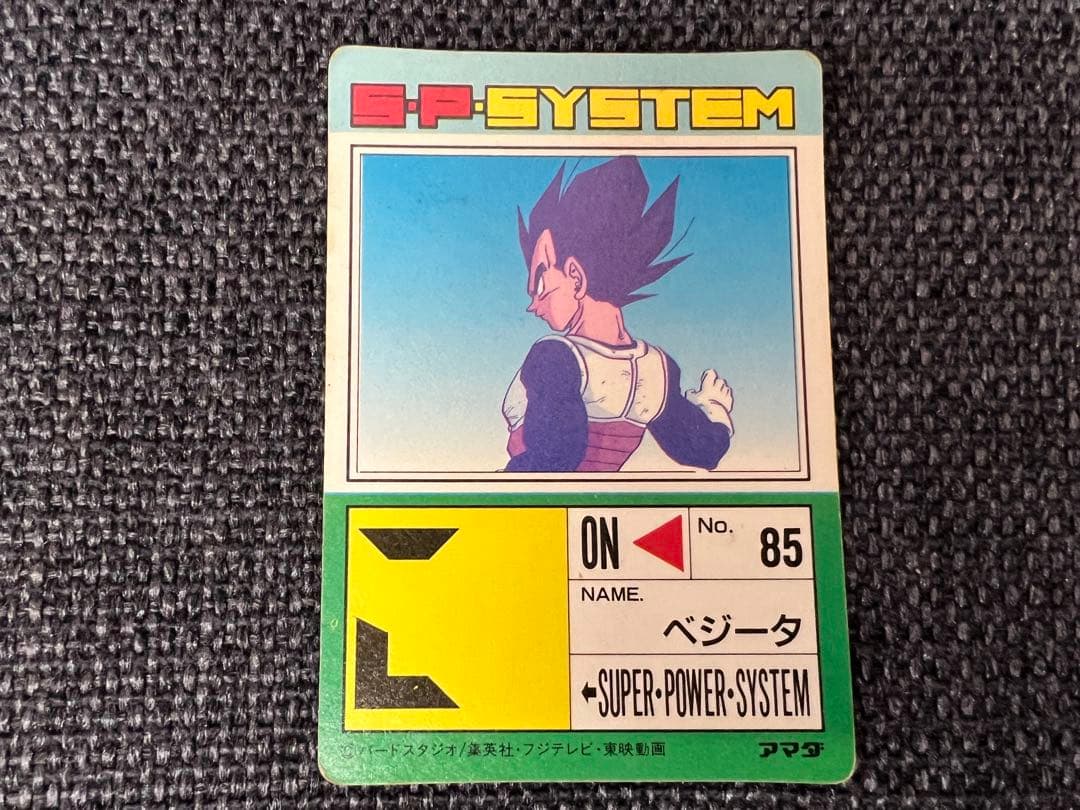 S·P·SYSTEM
ON
No. 85
NAME.
ベジータ
←SUPER・POWER・SYSTEM
©バードスタジオ/集英社・フジテレビ・東映動画
アマダ